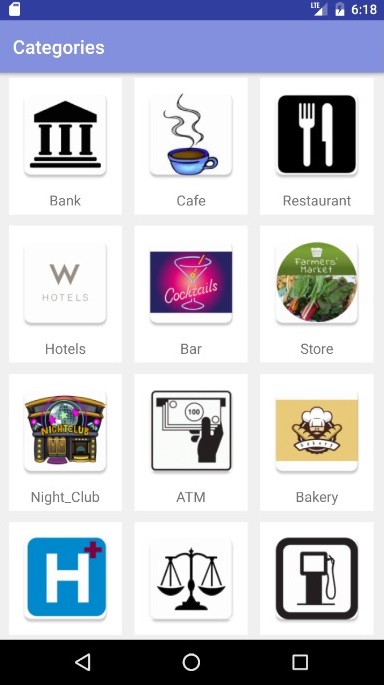 LTE 6:18
Categories
Bank
Cafe
Restaurant
W
HOTELS
Cocktails
Farmers'
Market
Hotels
Bar
Store
NIGHTCLUB
100
Bakery
Night_Club
ATM
Bakery
H